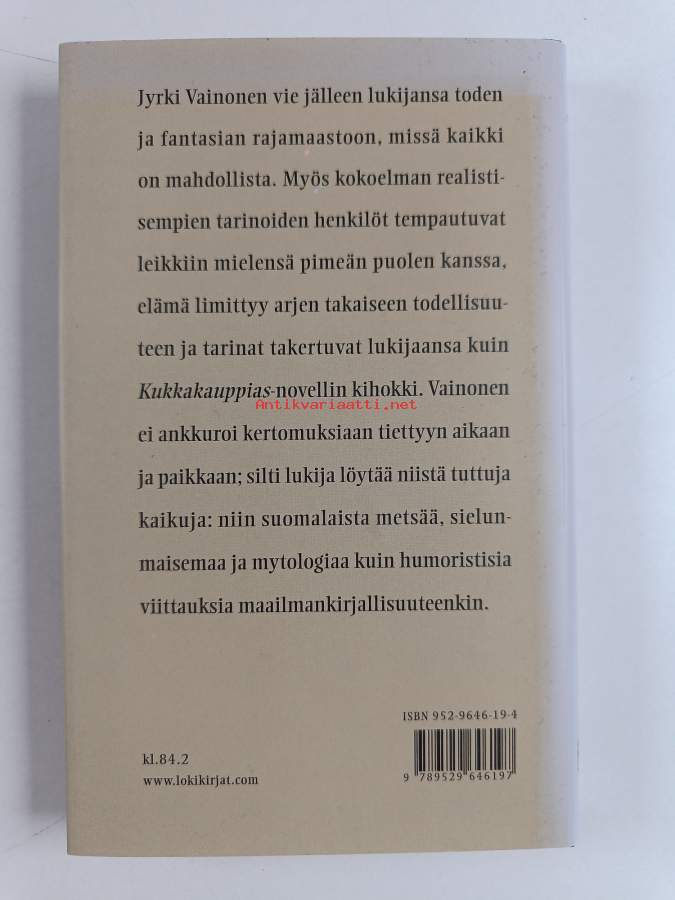 Jyrki Vainonen vie jälleen lukijansa toden
ja fantasian rajamaastoon, missä kaikki
on mahdollista. Myös kokoelman realisti-
sempien tarinoiden henkilöt tempautuvat
leikkiin mielensä pimeän puolen kanssa,
elämä limittyy arjen takaiseen todellisuu-
teen ja tarinat takertuvat lukijaansa kuin
Kukkakauppias-novellin kihokki. Vainonen
Antikvariaatti.net
ei ankkuroi kertomuksiaan tiettyyn aikaan
ja paikkaan; silti lukija löytää niistä tuttuja
kaikuja: niin suomalaista metsää, sielun-
maisemaa ja mytologiaa kuin humoristisia
viittauksia maailmankirjallisuuteenkin.
ISBN 952-9646-19-4
kl.84.2
www.lokikirjat.com
9 789529 646197